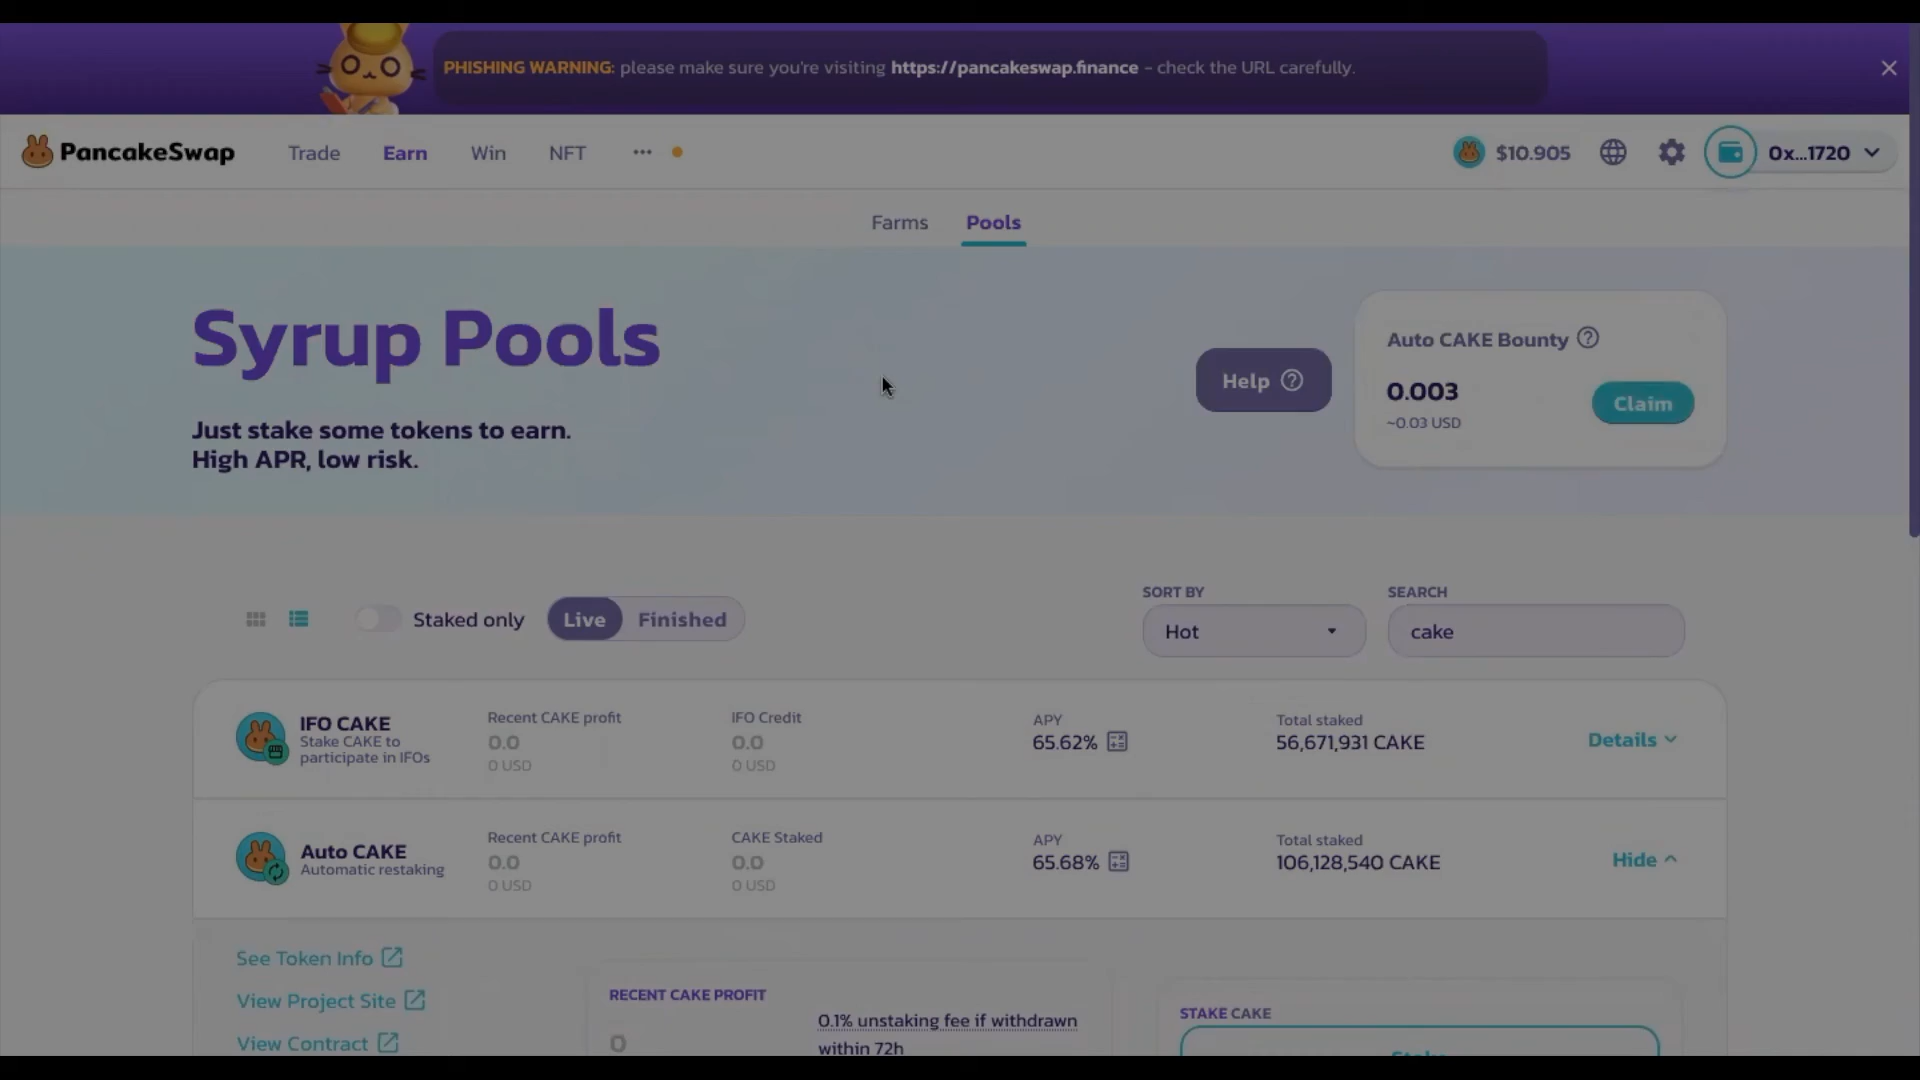 PHISHING WARNING: please make sure you're visiting https://pancakeswap.finance - check the URL carefully.
PancakeSwap Trade Earn Win NFT $10.905 0x...1720
Farms Pools
Syrup Pools
Just stake some tokens to earn.
High APR, low risk.
Help
Auto CAKE Bounty
0.003
~0.03 USD
Claim
Staked only Live Finished
SORT BY
Hot
SEARCH
cake
IFO CAKE
Stake CAKE to
participate in IFOs
Recent CAKE profit
0.0
0 USD
IFO Credit
0.0
0 USD
APY
65.62%
Total staked
56,671,931 CAKE
Details
Auto CAKE
Automatic restaking
Recent CAKE profit
0.0
0 USD
CAKE Staked
0.0
0 USD
APY
65.68%
Total staked
106,128,540 CAKE
Hide
See Token Info
View Project Site
View Contract
RECENT CAKE PROFIT
0
0.1% unstaking fee if withdrawn
within 72h
STAKE CAKE